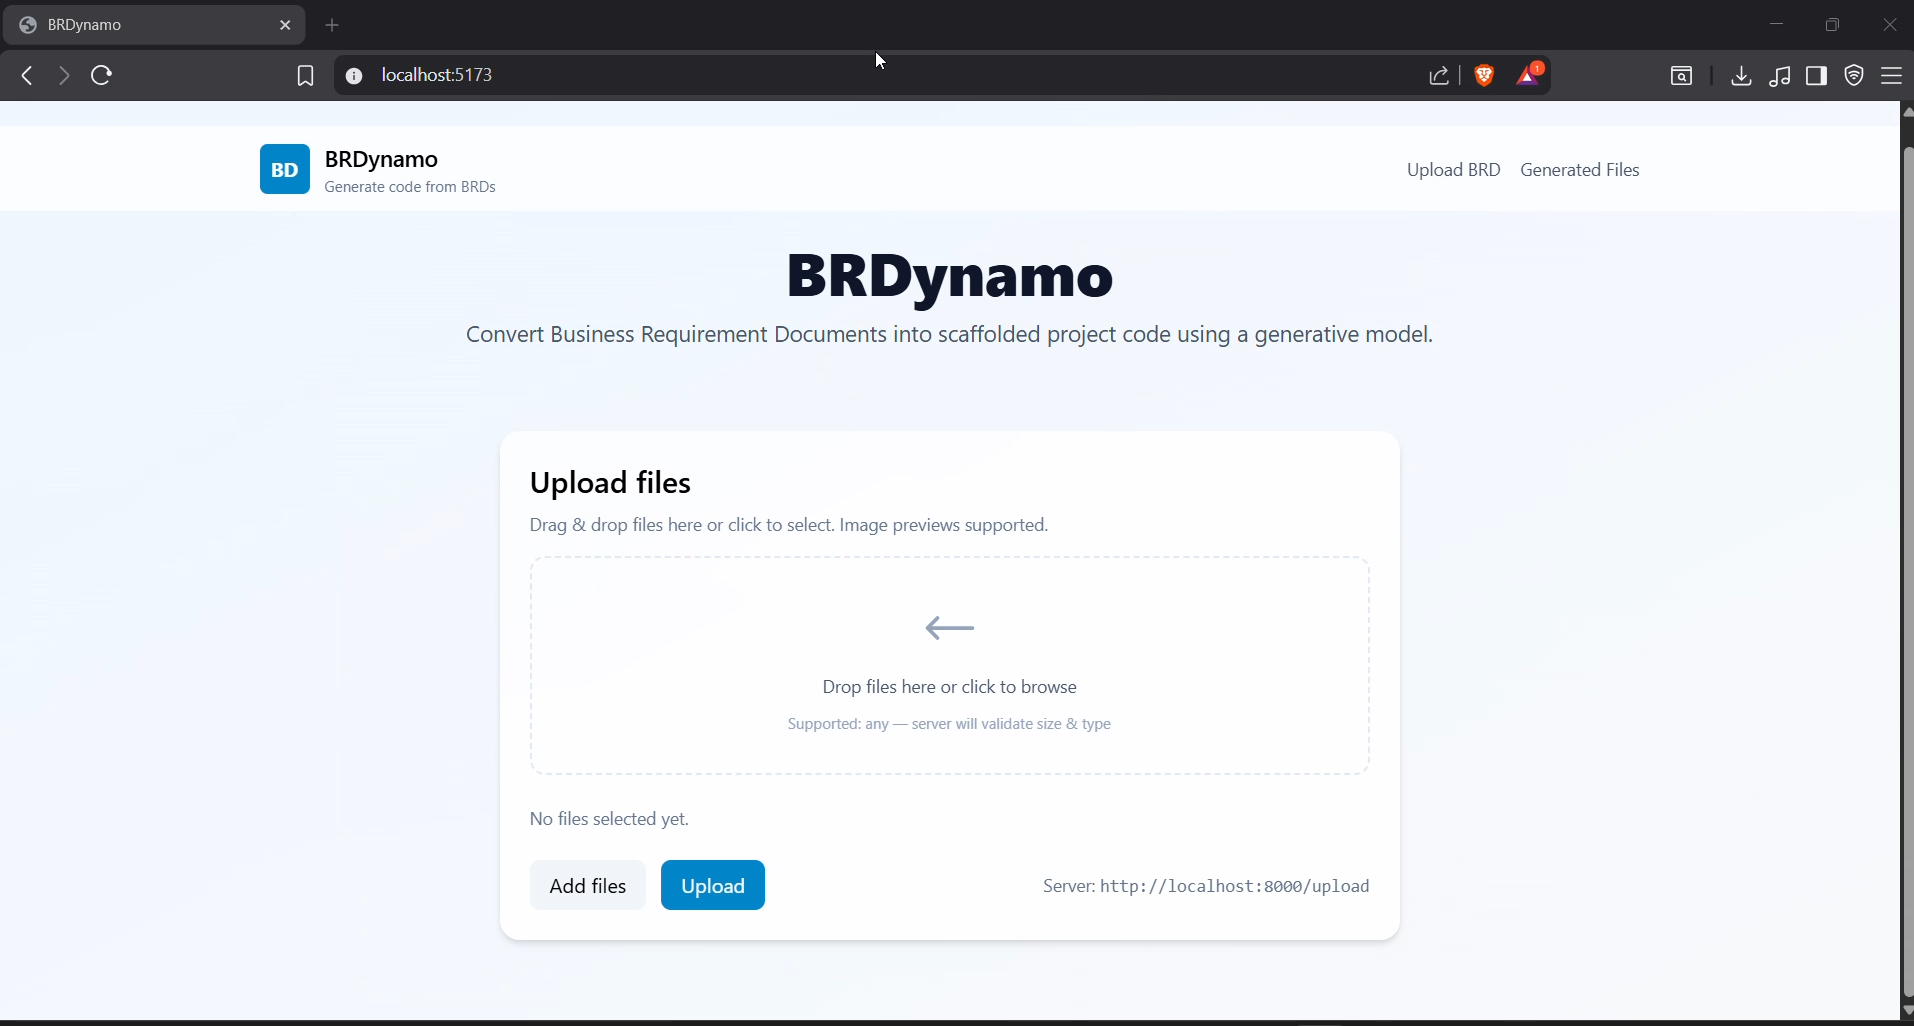 BRDynamo
localhost:5173
1
BD
BRDynamo
Generate code from BRDs
Upload BRD
Generated Files
BRDynamo
Convert Business Requirement Documents into scaffolded project code using a generative model.
Upload files
Drag & drop files here or click to select. Image previews supported.
Drop files here or click to browse
Supported: any — server will validate size & type
No files selected yet.
Add files
Upload
Server: http://localhost:8000/upload